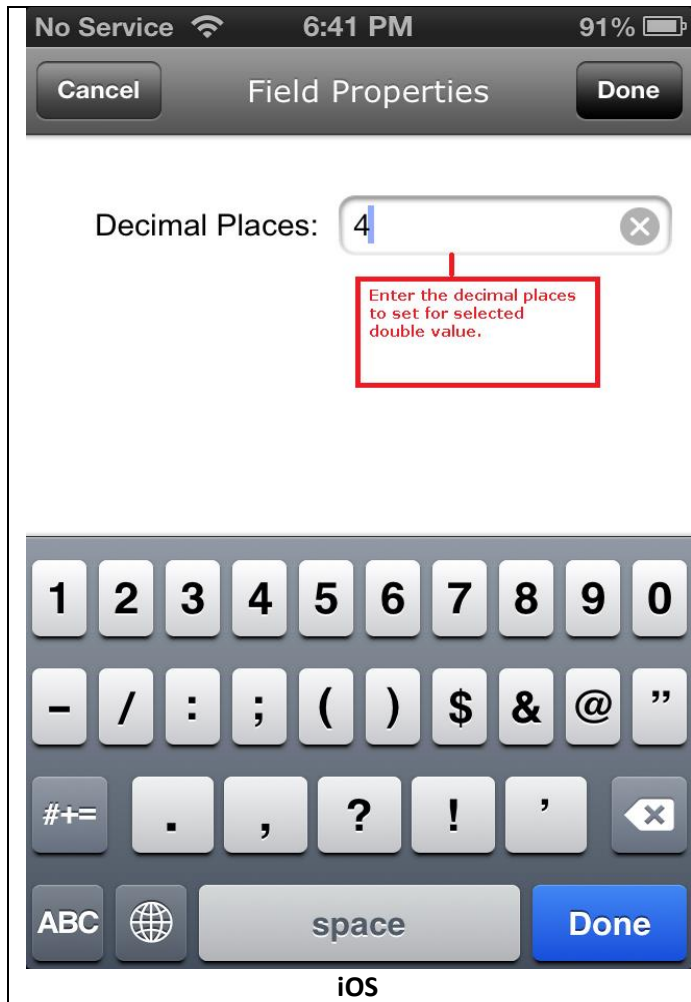 No Service 6:41 PM 91%
Cancel Field Properties Done
Decimal Places: 4
Enter the decimal places
to set for selected
double value.
1 2 3 4 5 6 7 8 9 0
- / : ; ( ) $ & @ ”
#+= . , ? ! ’
ABC space Done
iOS